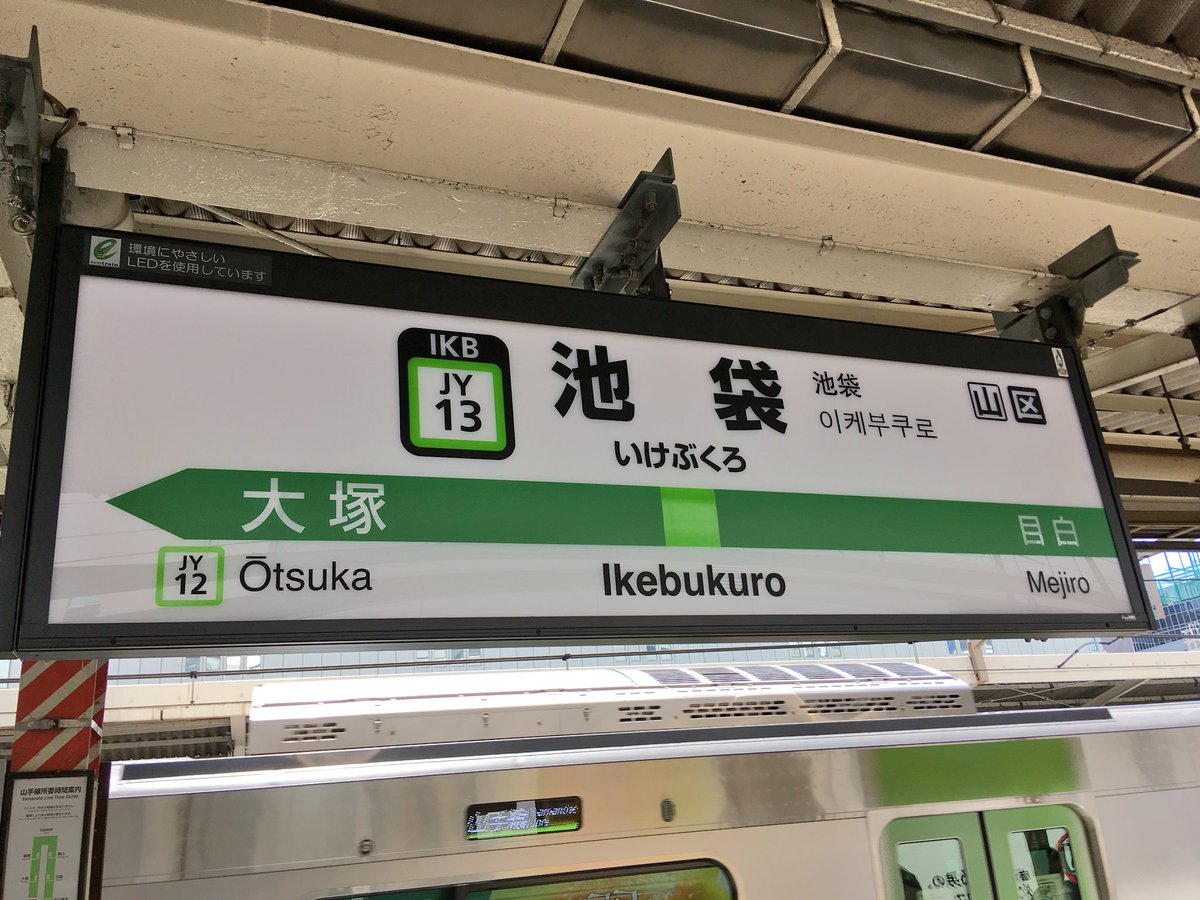 ecotrain
環境にやさしい
LEDを使用しています
IKB
JY
13
池袋
池袋
이케부쿠로
山 区
いけぶくろ
大塚
目白
JY
12
Ōtsuka
Ikebukuro
Mejiro
山手線所要時間案内
Yamanote Line Time Guide